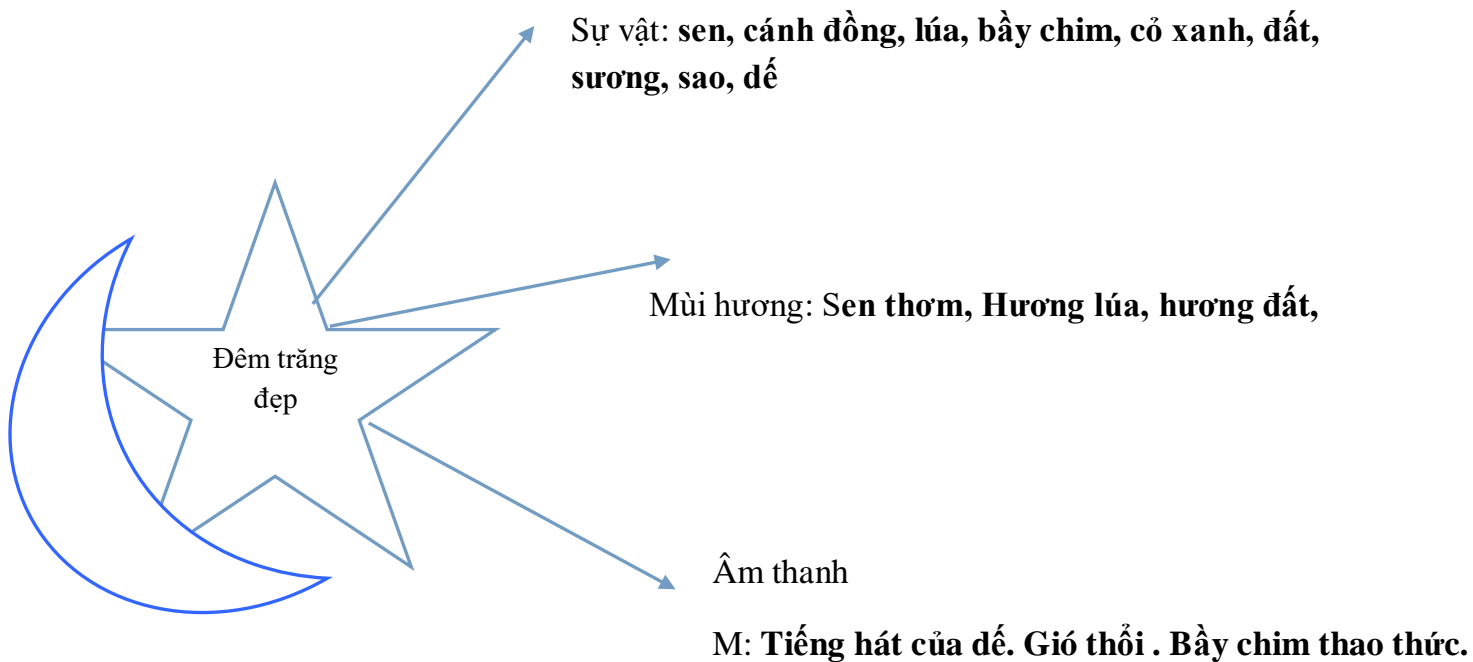 Sự vật: sen, cánh đồng, lúa, bầy chim, cỏ xanh, đất,
sương, sao, dế
Mùi hương: Sen thơm, Hương lúa, hương đất,
Đêm trăng
đẹp
Âm thanh
M: Tiếng hát của dế. Gió thổi . Bầy chim thao thức.